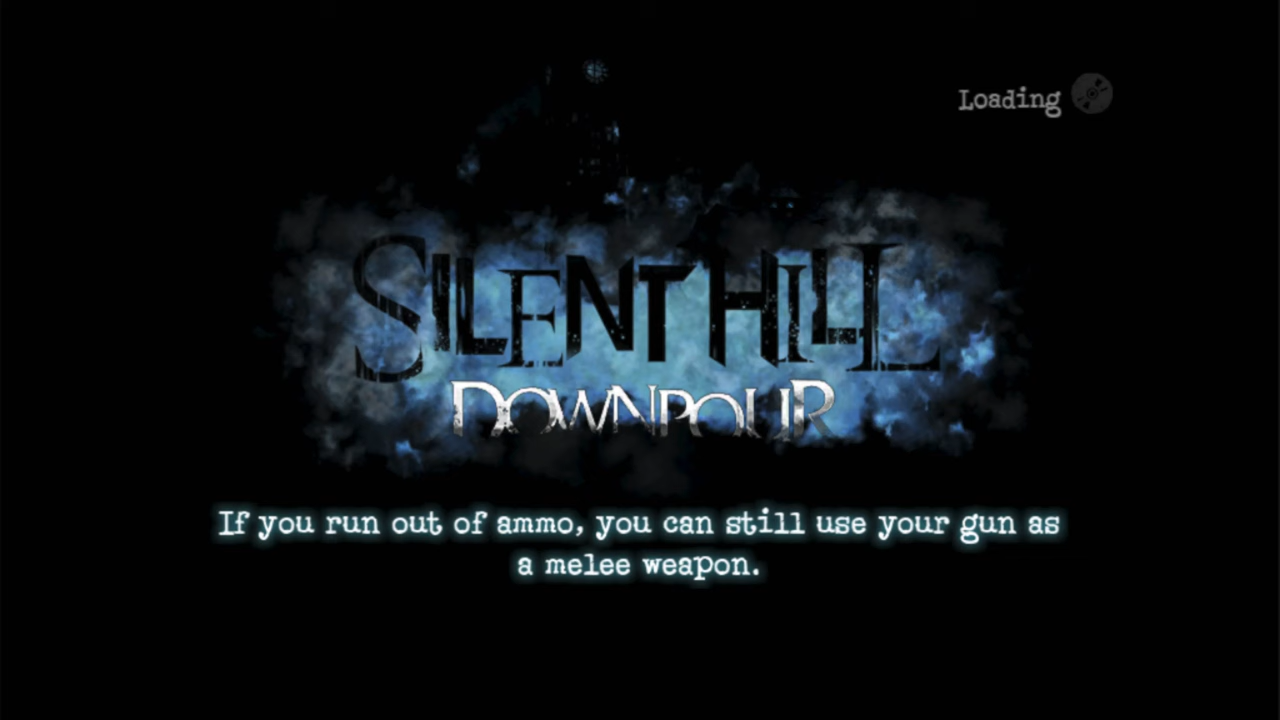 Loading
SILENT HILL
DOWNPOUR
If you run out of ammo, you can still use your gun as
a melee weapon.